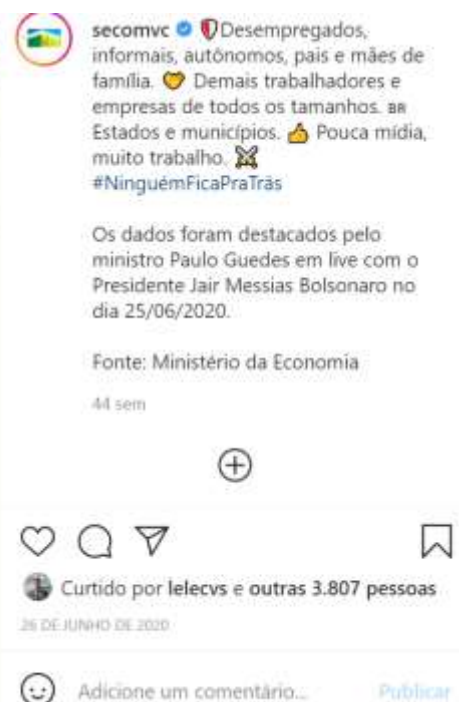 secomvc 🛡Desempregados,
informais, autônomos, pais e mães de
família. 🤝 Demais trabalhadores e
empresas de todos os tamanhos. BR
Estados e municípios. 👍 Pouca mídia,
muito trabalho. ⚔
#NinguémFicaPraTrás
Os dados foram destacados pelo
ministro Paulo Guedes em live com o
Presidente Jair Messias Bolsonaro no
dia 25/06/2020.
Fonte: Ministério da Economia
44 sem
Curtido por lelecvs e outras 3.807 pessoas
26 DE JUNHO DE 2020
Adicione um comentário... Publicar